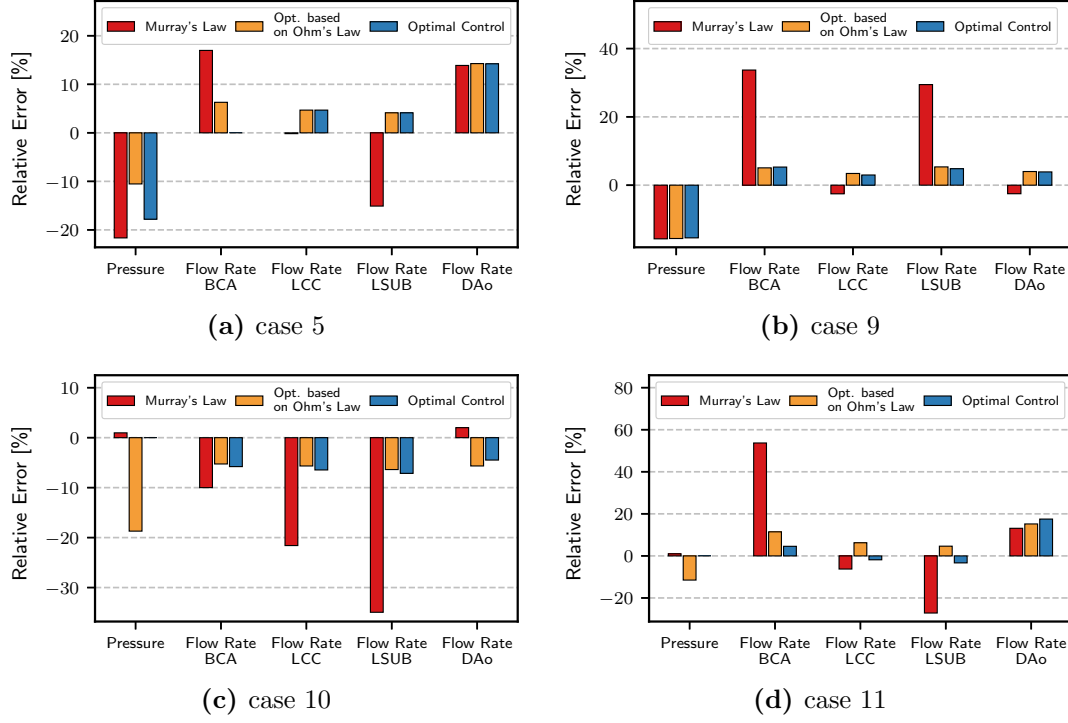 Relative Error [%]
20
10
0
−10
−20
Murray's Law
Opt. based
on Ohm's Law
Optimal Control
Pressure
Flow Rate
BCA
Flow Rate
LCC
Flow Rate
LSUB
Flow Rate
DAo
(a) case 5
Relative Error [%]
40
20
0
Murray's Law
Opt. based
on Ohm's Law
Optimal Control
Pressure
Flow Rate
BCA
Flow Rate
LCC
Flow Rate
LSUB
Flow Rate
DAo
(b) case 9
Relative Error [%]
10
0
−10
−20
−30
Murray's Law
Opt. based
on Ohm's Law
Optimal Control
Pressure
Flow Rate
BCA
Flow Rate
LCC
Flow Rate
LSUB
Flow Rate
DAo
(c) case 10
Relative Error [%]
80
60
40
20
0
−20
Murray's Law
Opt. based
on Ohm's Law
Optimal Control
Pressure
Flow Rate
BCA
Flow Rate
LCC
Flow Rate
LSUB
Flow Rate
DAo
(d) case 11